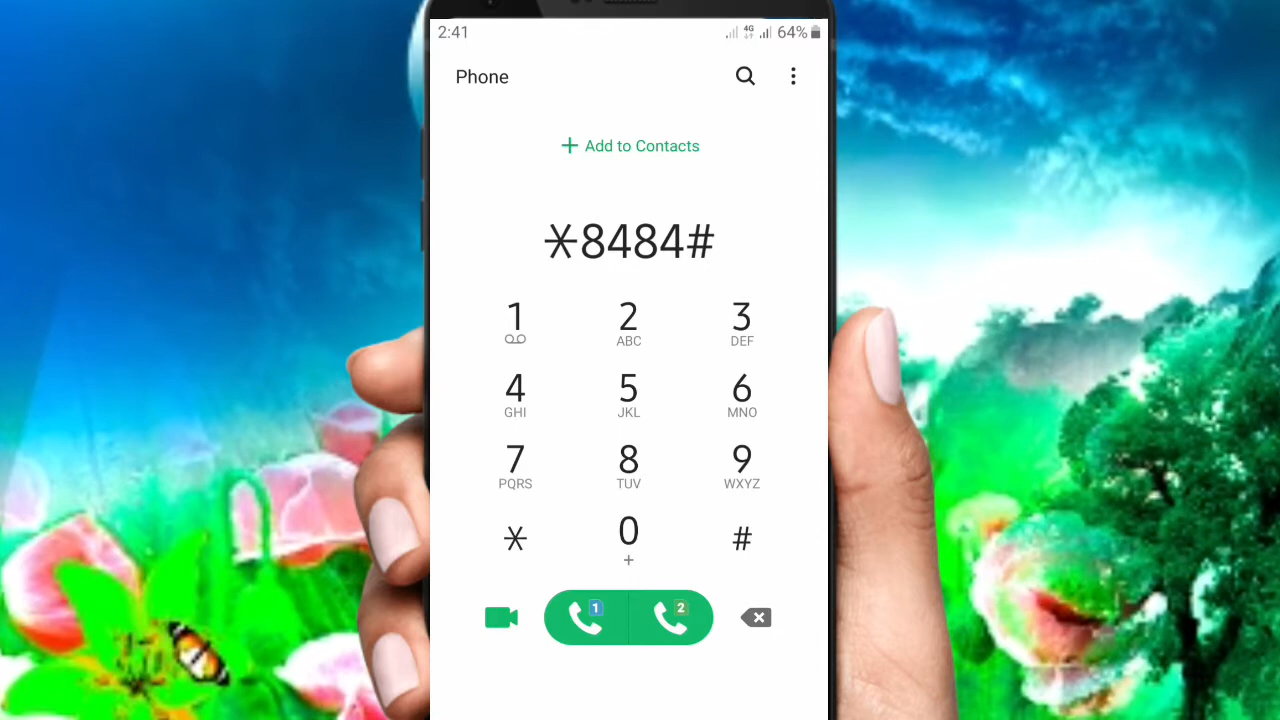 2:41 4G 64%
Phone
+ Add to Contacts
*8484#
1 2 3
ABC DEF
4 5 6
GHI JKL MNO
7 8 9
PQRS TUV WXYZ
* 0 #
+
1 2